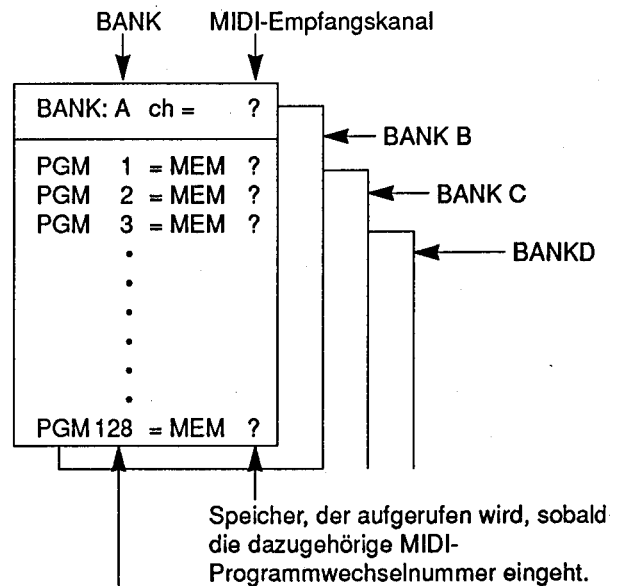 BANK MIDI-Empfangskanal
BANK: A ch = ?
BANK B
PGM 1 = MEM ?
PGM 2 = MEM ?
BANK C
PGM 3 = MEM ?
BANKD
PGM 128 = MEM ?
Speicher, der aufgerufen wird, sobald
die dazugehörige MIDI-
Programmwechselnummer eingeht.